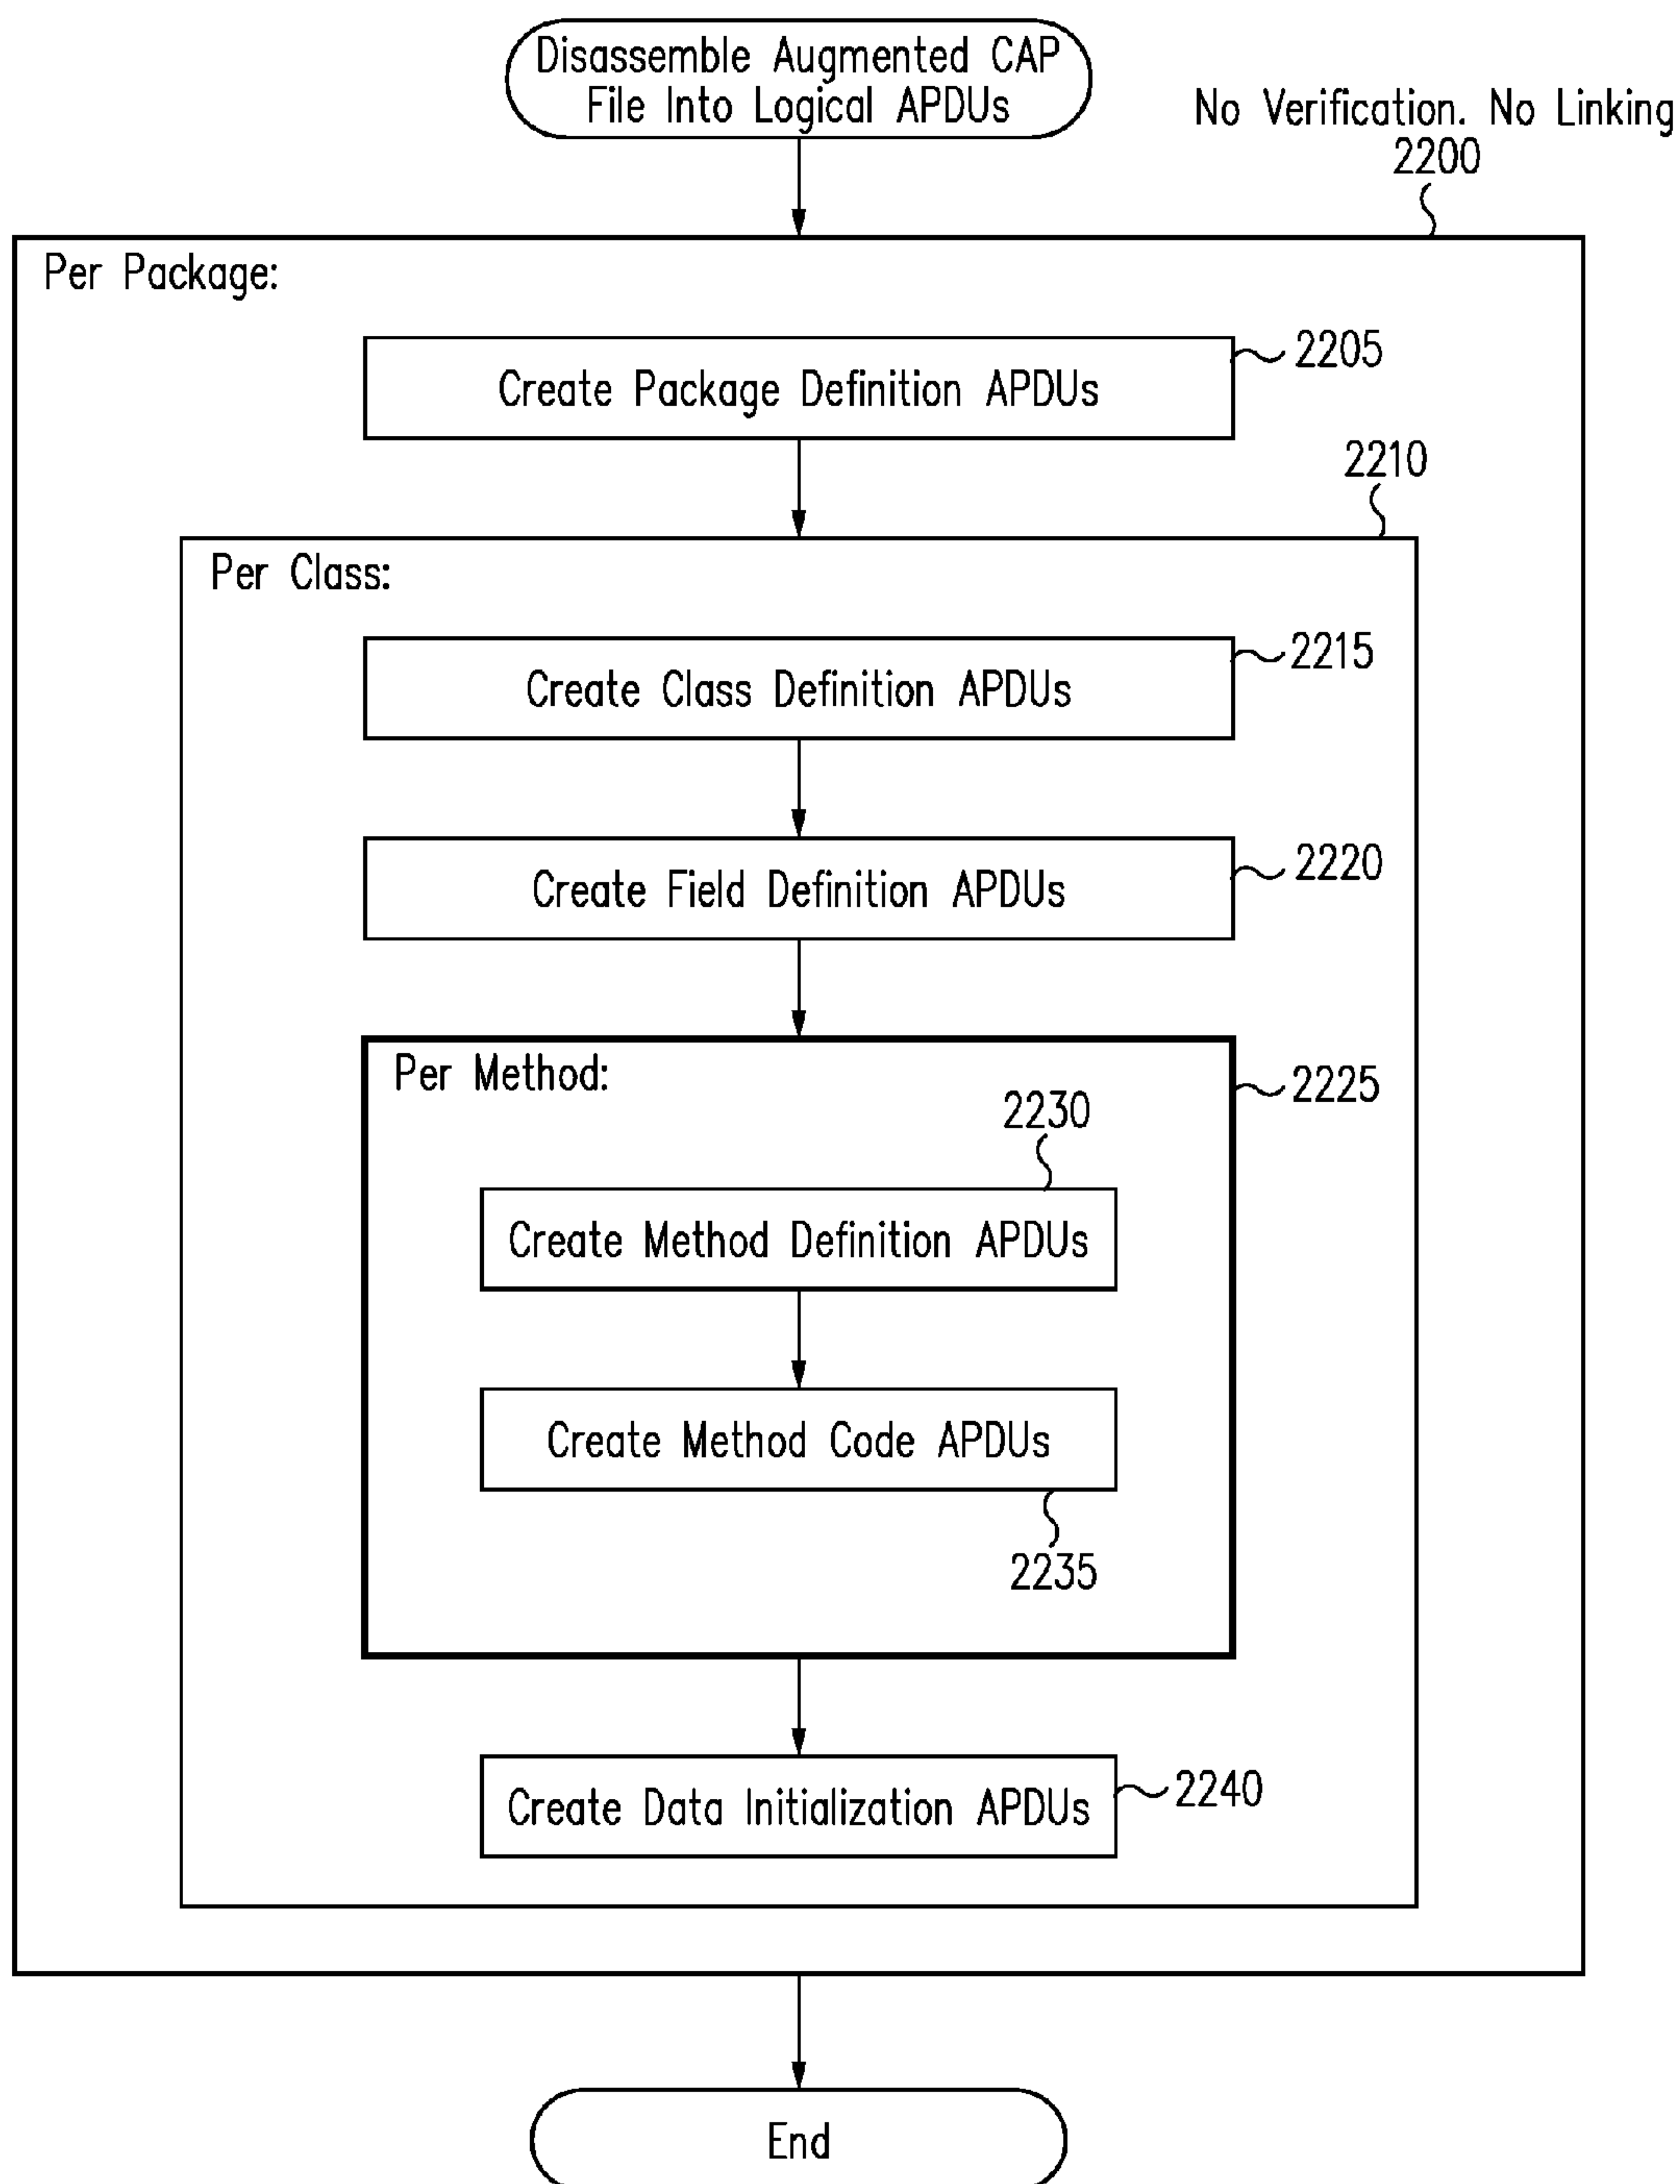 Disassemble Augmented CAP
File Into Logical APDUs
No Verification. No Linking
2200
Per Package:
2205
Create Package Definition APDUs
2210
Per Class:
2215
Create Class Definition APDUs
2220
Create Field Definition APDUs
Per Method:
2225
2230
Create Method Definition APDUs
Create Method Code APDUs
2235
2240
Create Data Initialization APDUs
End